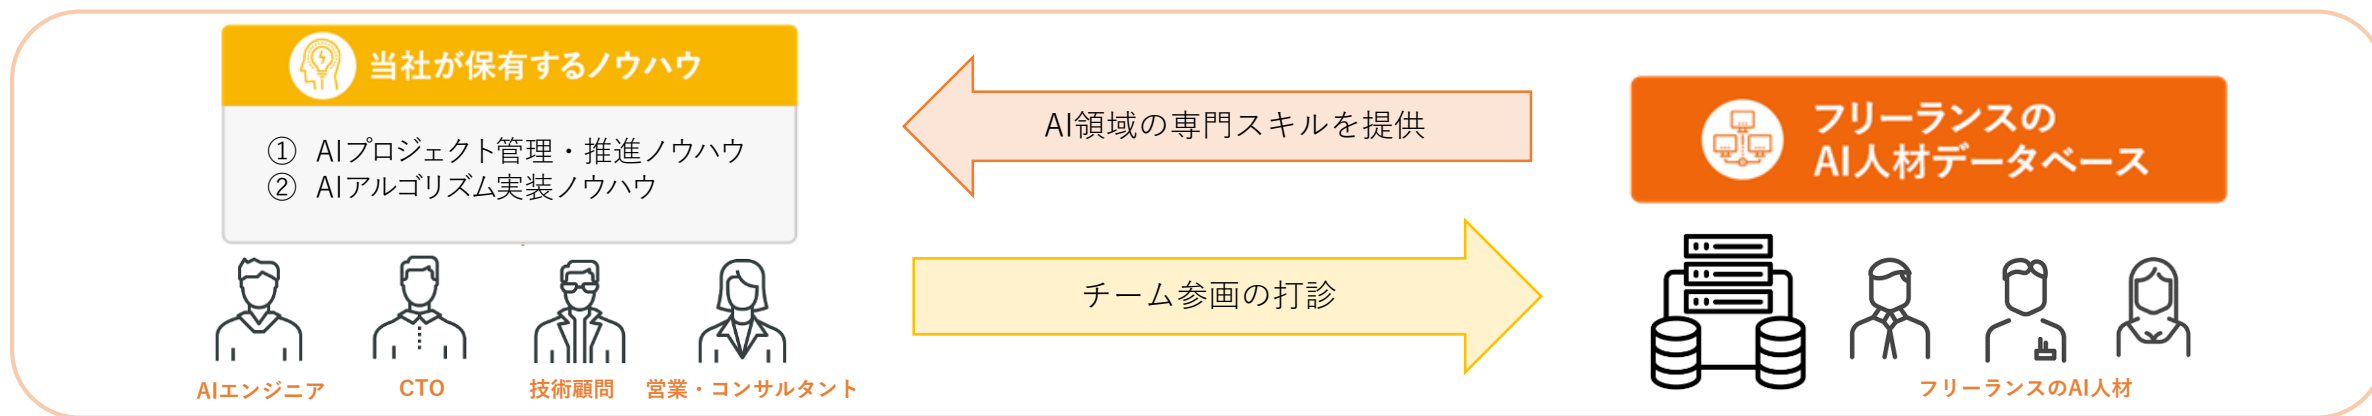 当社が保有するノウハウ
① AIプロジェクト管理・推進ノウハウ
② AIアルゴリズム実装ノウハウ
AIエンジニア
CTO
技術顧問
営業・コンサルタント
AI領域の専門スキルを提供
チーム参画の打診
フリーランスの
AI人材データベース
フリーランスのAI人材